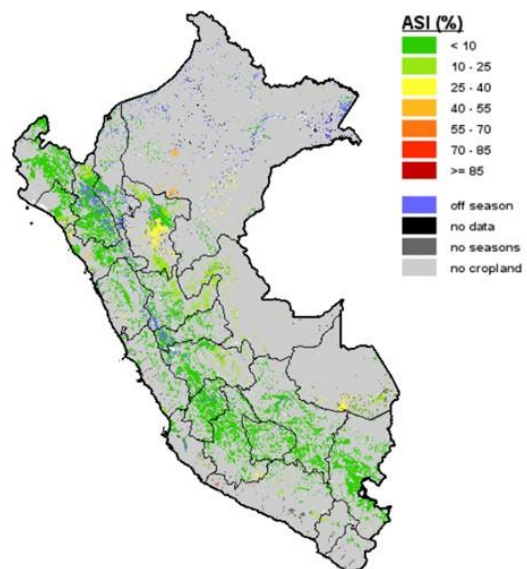 ASI (%)
< 10
10 - 25
25 - 40
40 - 55
55 - 70
70 - 85
>= 85
off season
no data
no seasons
no cropland